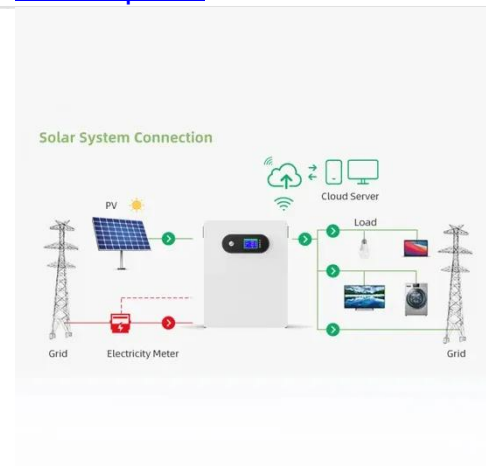 Solar System Connection
Cloud Server
PV
Load
Grid
Electricity Meter
Grid